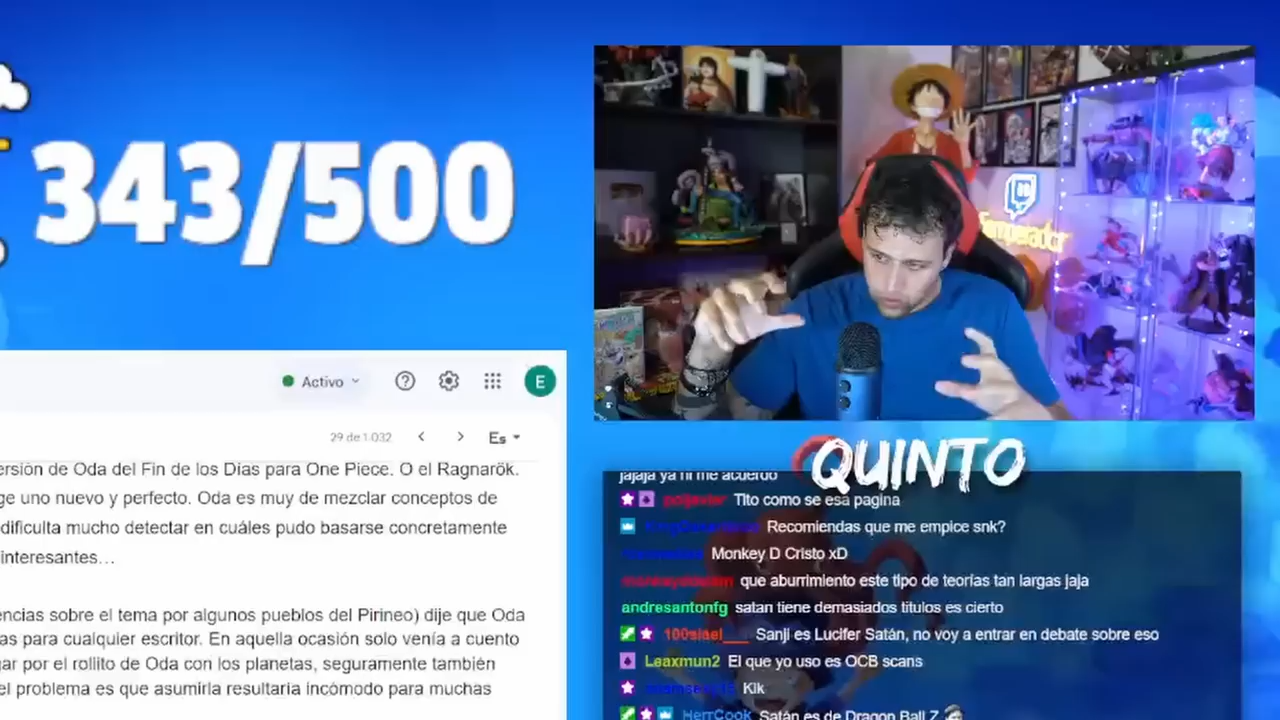 343/500
Activo
E
29 de 1.032
Es
ersión de Oda del Fin de los Días para One Piece. O el Ragnarök.
ge uno nuevo y perfecto. Oda es muy de mezclar conceptos de
dificulta mucho detectar en cuáles pudo basarse concretamente
interesantes…
encias sobre el tema por algunos pueblos del Pirineo) dije que Oda
as para cualquier escritor. En aquella ocasión solo venía a cuento
gar por el rollito de Oda con los planetas, seguramente también
el problema es que asumirla resultaria incómodo para muchas
QUINTO
jajaja ya ni me acuerdo
Tito como se esa pagina
Recomiendas que me empice snk?
Monkey D Cristo xD
que aburrimiento este tipo de teorías tan largas jaja
andresantonfg satan tiene demasiados titulos es cierto
Sanji es Lucifer Satán, no voy a entrar en debate sobre eso
Leaxmun2 El que yo uso es OCB scans
Klk
HerrCook Satán es de Dragon Ball Z